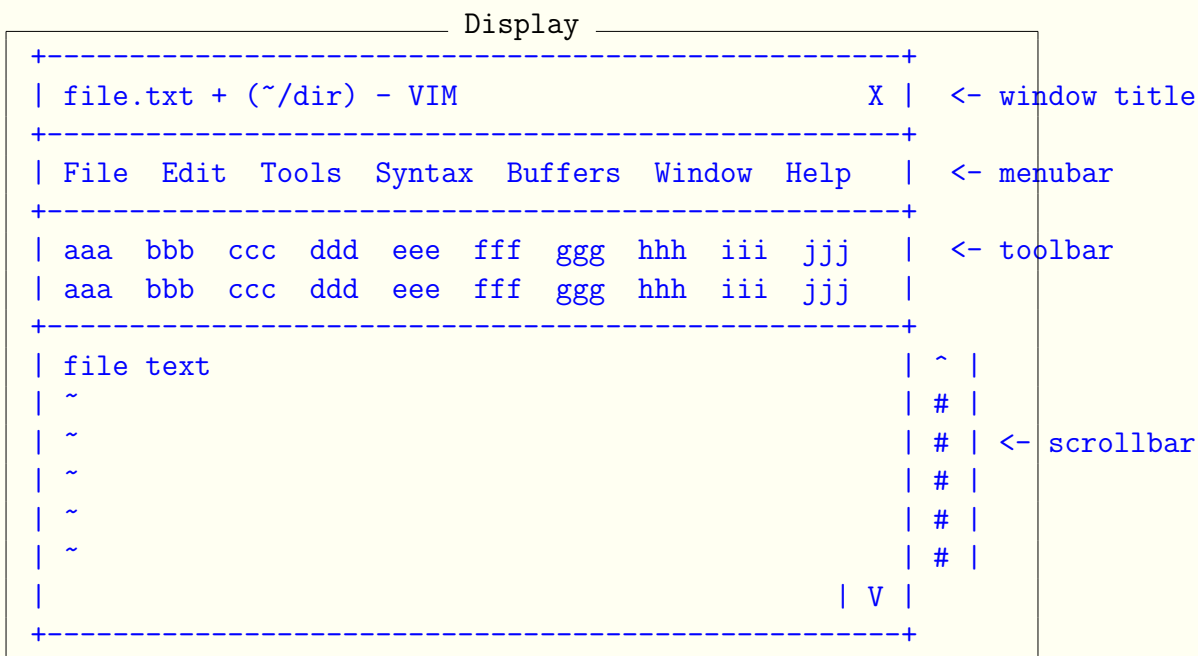 Display
+----------------------------------------------------+
| file.txt + (~/dir) - VIM                         X |  <- window title
+----------------------------------------------------+
| File  Edit  Tools  Syntax  Buffers  Window  Help   |  <- menubar
+----------------------------------------------------+
| aaa  bbb  ccc  ddd  eee  fff  ggg  hhh  iii  jjj   |  <- toolbar
| aaa  bbb  ccc  ddd  eee  fff  ggg  hhh  iii  jjj   |
+----------------------------------------------------+
| file text                                          | ^ |
| ~                                                  | # |
| ~                                                  | # | <- scrollbar
| ~                                                  | # |
| ~                                                  | # |
| ~                                                  | # |
|                                                | V |
+----------------------------------------------------+